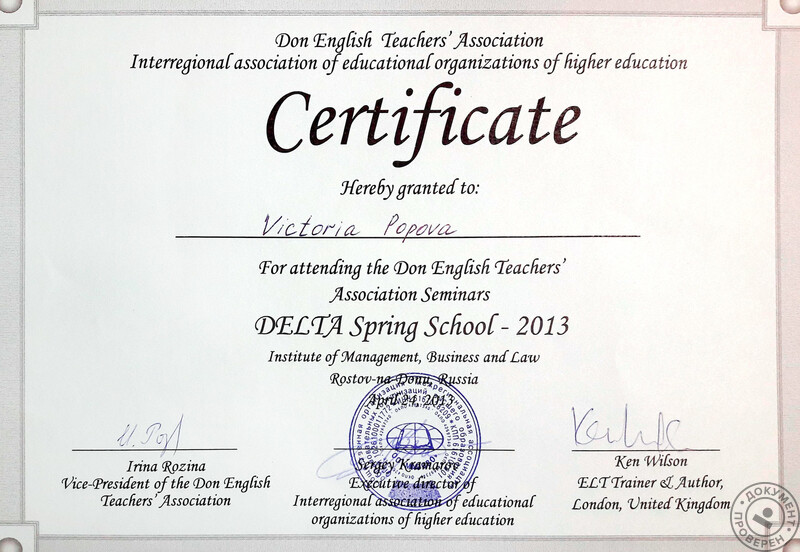 Don English Teachers' Association
Interregional association of educational organizations of higher education
Certificate
Hereby granted to:
Victoria Popova
For attending the Don English Teachers'
Association Seminars
DELTA Spring School - 2013
Institute of Management, Business and Law
Rostov-na Donu, Russia
April 24, 2013
Irina Rozina
Vice-President of the Don English
Teachers' Association
Sergey Kramarov
Executive director of
Interregional association of educational
organizations of higher education
Ken Wilson
ELT Trainer & Author,
London, United Kingdom
ДОКУМЕНТ
ПРОВЕРЕН